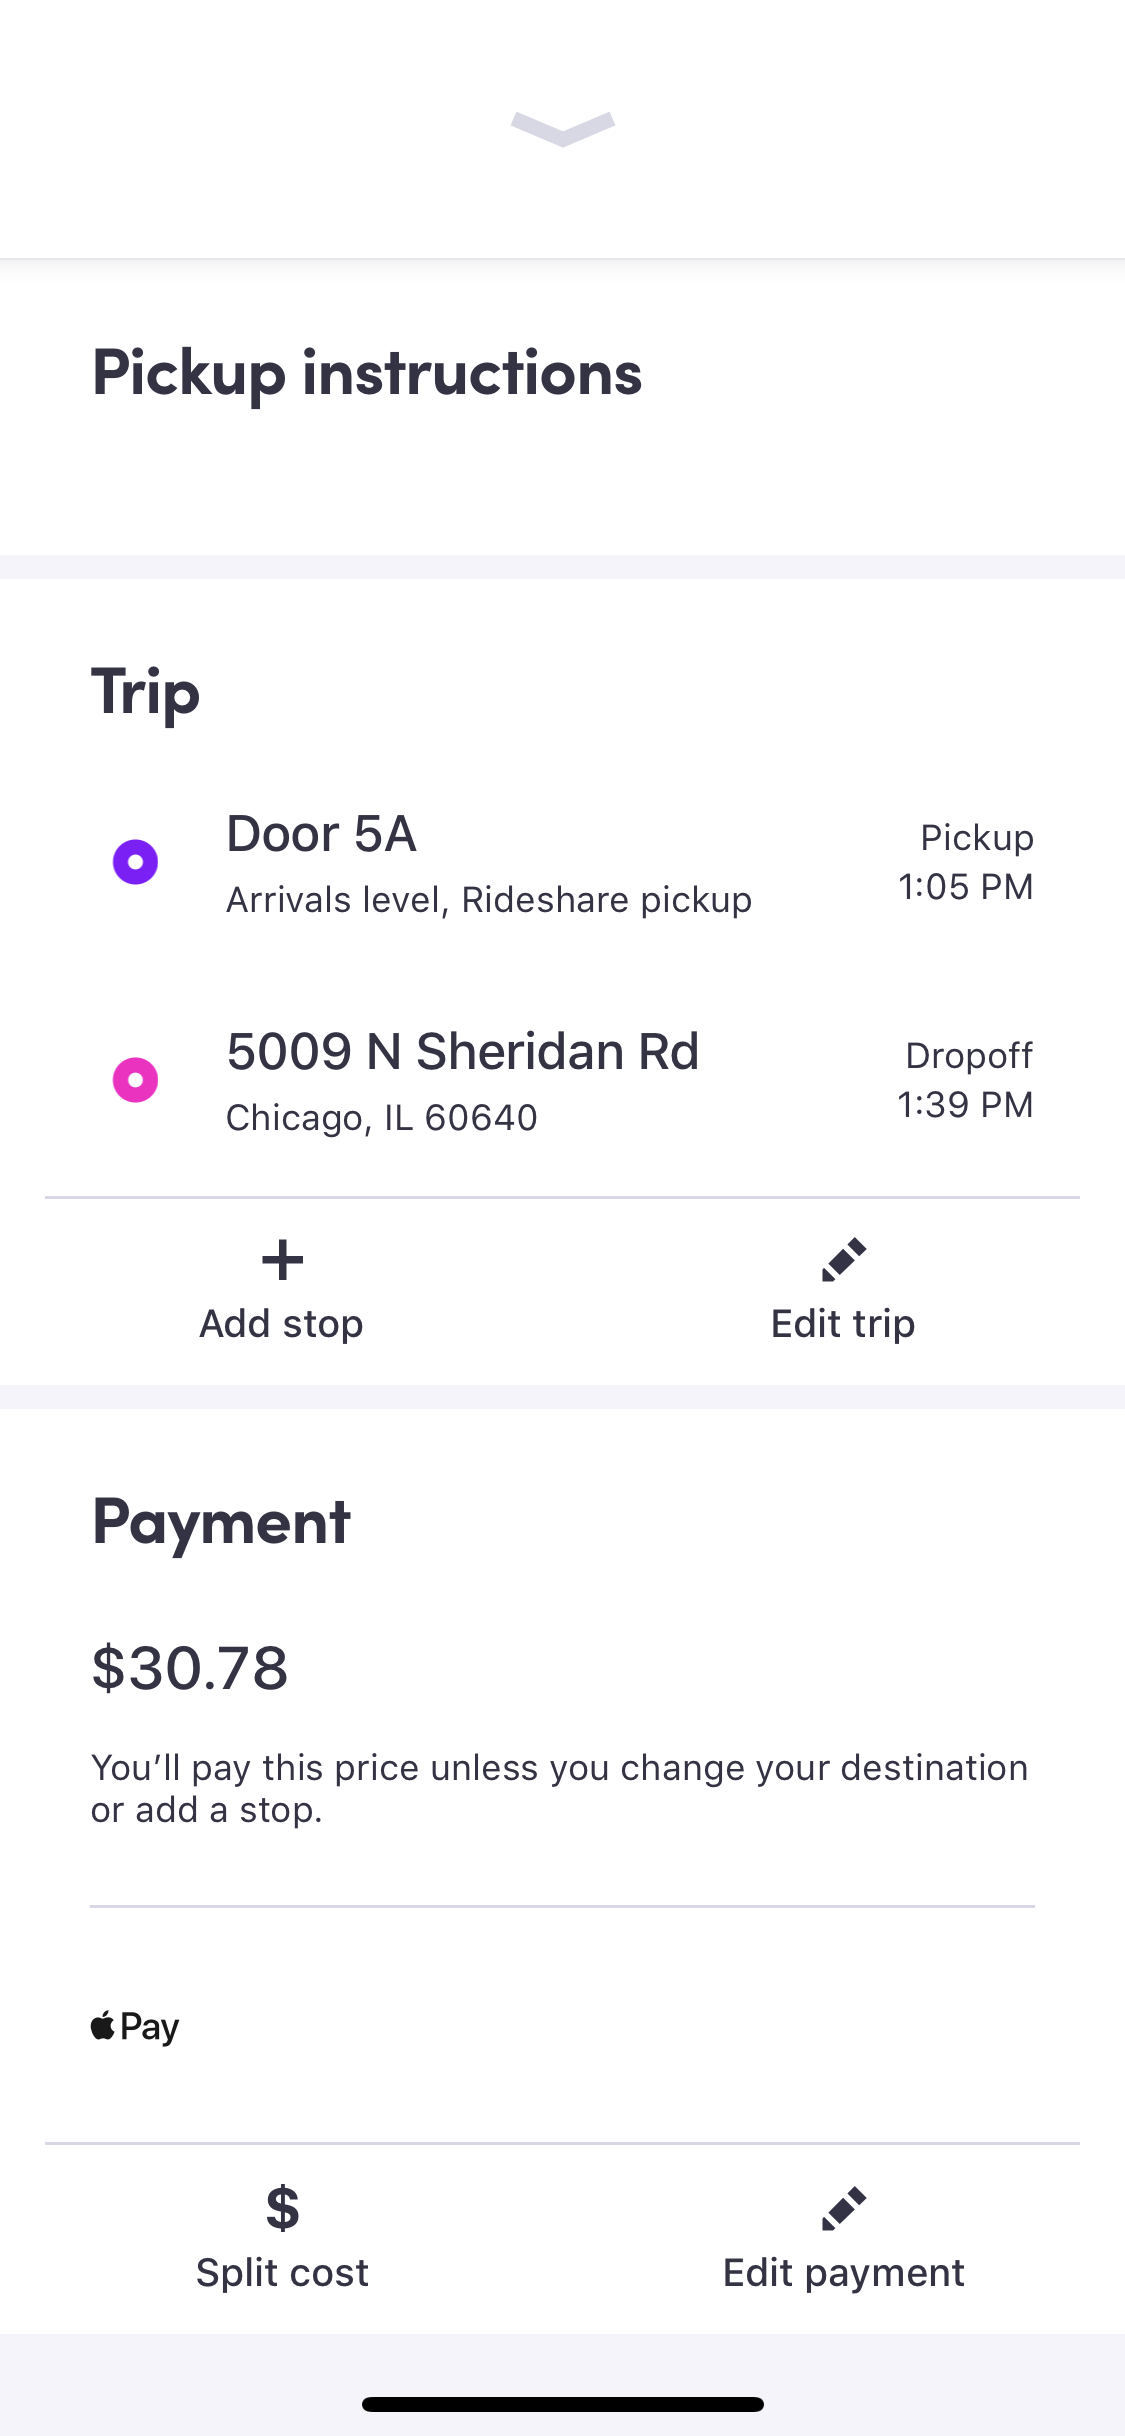 Pickup instructions
Trip
Door 5A
Arrivals level, Rideshare pickup
Pickup
1:05 PM
5009 N Sheridan Rd
Chicago, IL 60640
Dropoff
1:39 PM
Add stop
Edit trip
Payment
$30.78
You’ll pay this price unless you change your destination
or add a stop.
Pay
$
Split cost
Edit payment